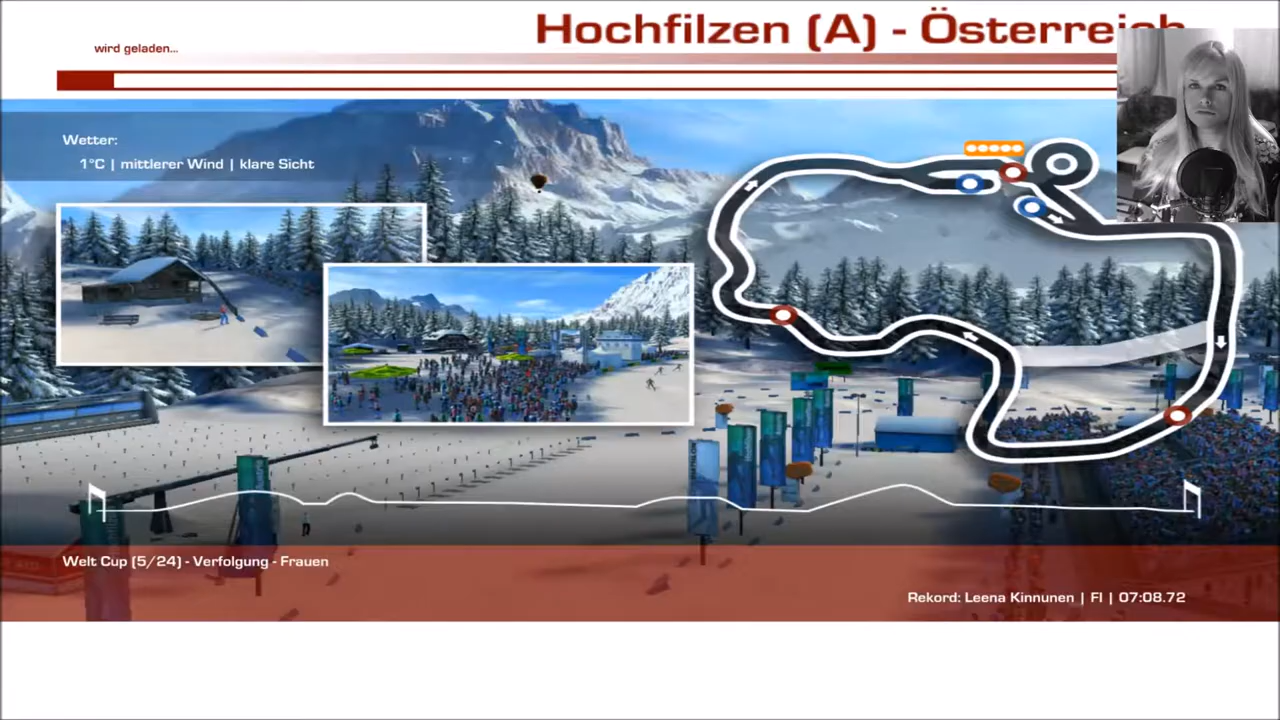 Hochfilzen (A) - Österreich
wird geladen...
Wetter:
1°C | mittlerer Wind | klare Sicht
Welt Cup (5/24) - Verfolgung - Frauen
Rekord: Leena Kinnunen | FI | 07:08.72